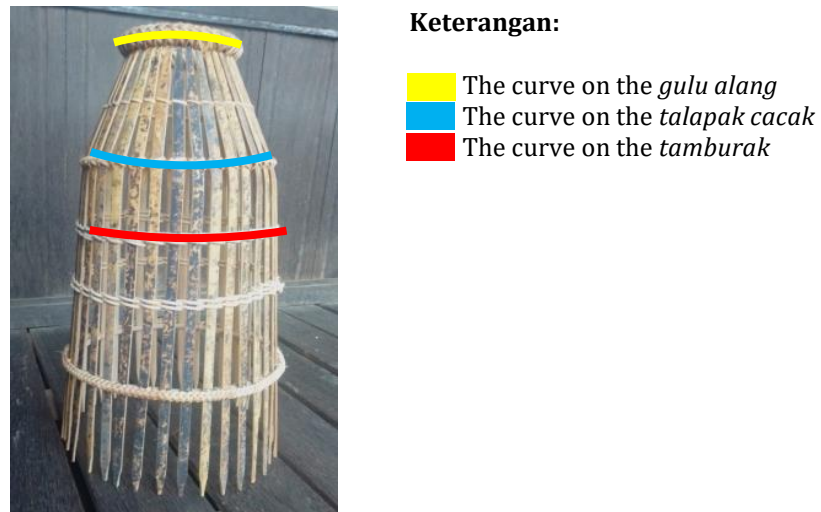 Keterangan:
The curve on the gulu alang
The curve on the talapak cacak
The curve on the tamburak